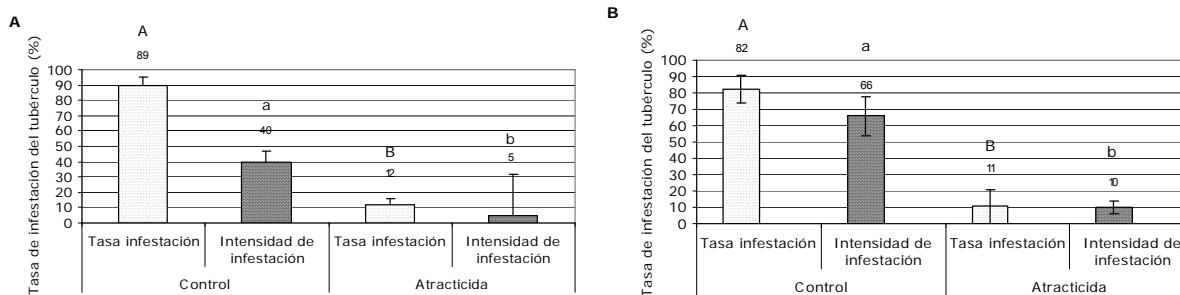 A
Tasa de infestación del tubérculo (%)
A
89
a
40
B
12
b
5
100
90
80
70
60
50
40
30
20
10
0
Tasa infestación
Intensidad de
infestación
Tasa infestación
Intensidad de
infestación
Control
Atracticida
B
Tasa de infestación del tubérculo (%)
A
82
a
66
B
11
b
10
100
90
80
70
60
50
40
30
20
10
0
Tasa infestación
Intensidad de
infestación
Tasa infestación
Intensidad de
infestación
Control
Atracticida